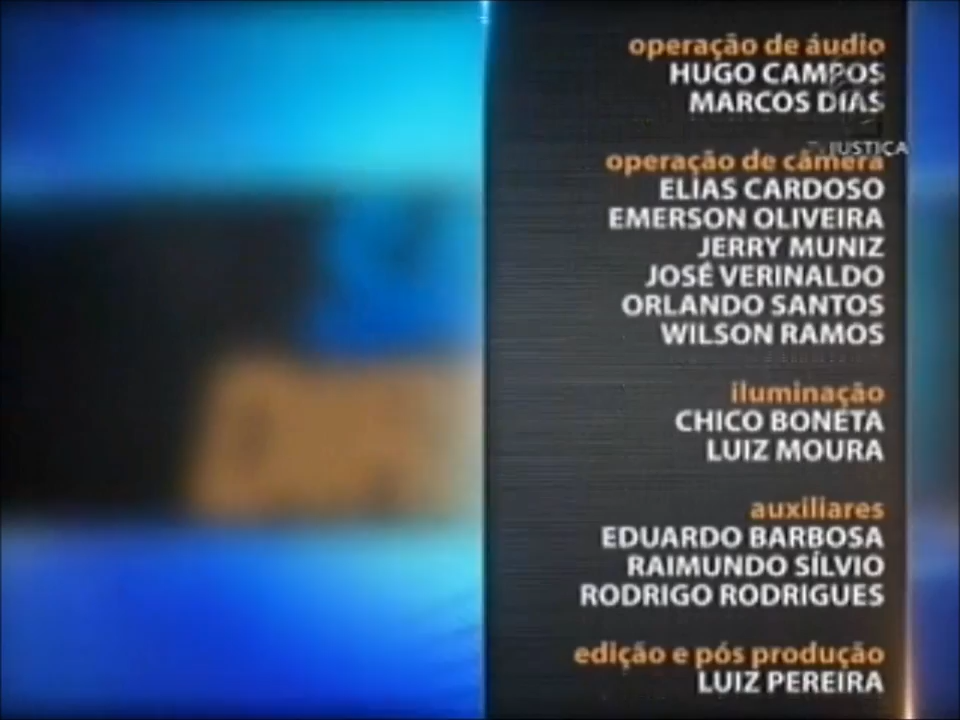 operação de áudio
HUGO CAMPOS
MARCOS DIAS
JUSTIÇA
operação de câmera
ELIAS CARDOSO
EMERSON OLIVEIRA
JERRY MUNIZ
JOSÉ VERINALDO
ORLANDO SANTOS
WILSON RAMOS
iluminação
CHICO BONETA
LUIZ MOURA
auxiliares
EDUARDO BARBOSA
RAIMUNDO SÍLVIO
RODRIGO RODRIGUES
edição e pós produção
LUIZ PEREIRA